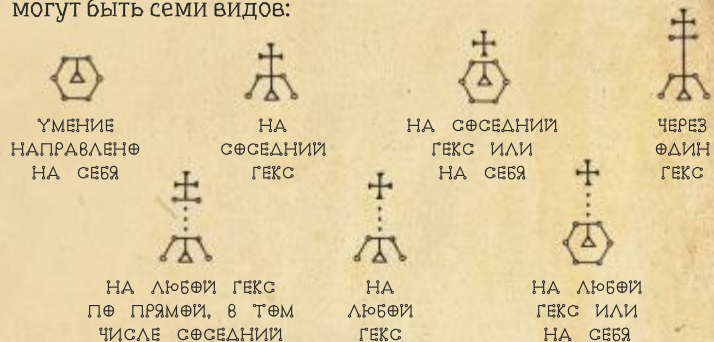 могут быть семи видов:
УМЕНИЕ
НАПРАВЛЕНО
НА СЕБЯ
НА
СОСЕДНИЙ
ГЕКС
НА СОСЕДНИЙ
ГЕКС ИЛИ
НА СЕБЯ
ЧЕРЕЗ
ОДИН
ГЕКС
НА ЛЮБОЙ ГЕКС
ПО ПРЯМОЙ, В ТОМ
ЧИСЛЕ СОСЕДНИЙ
НА
ЛЮБОЙ
ГЕКС
НА ЛЮБОЙ
ГЕКС ИЛИ
НА СЕБЯ